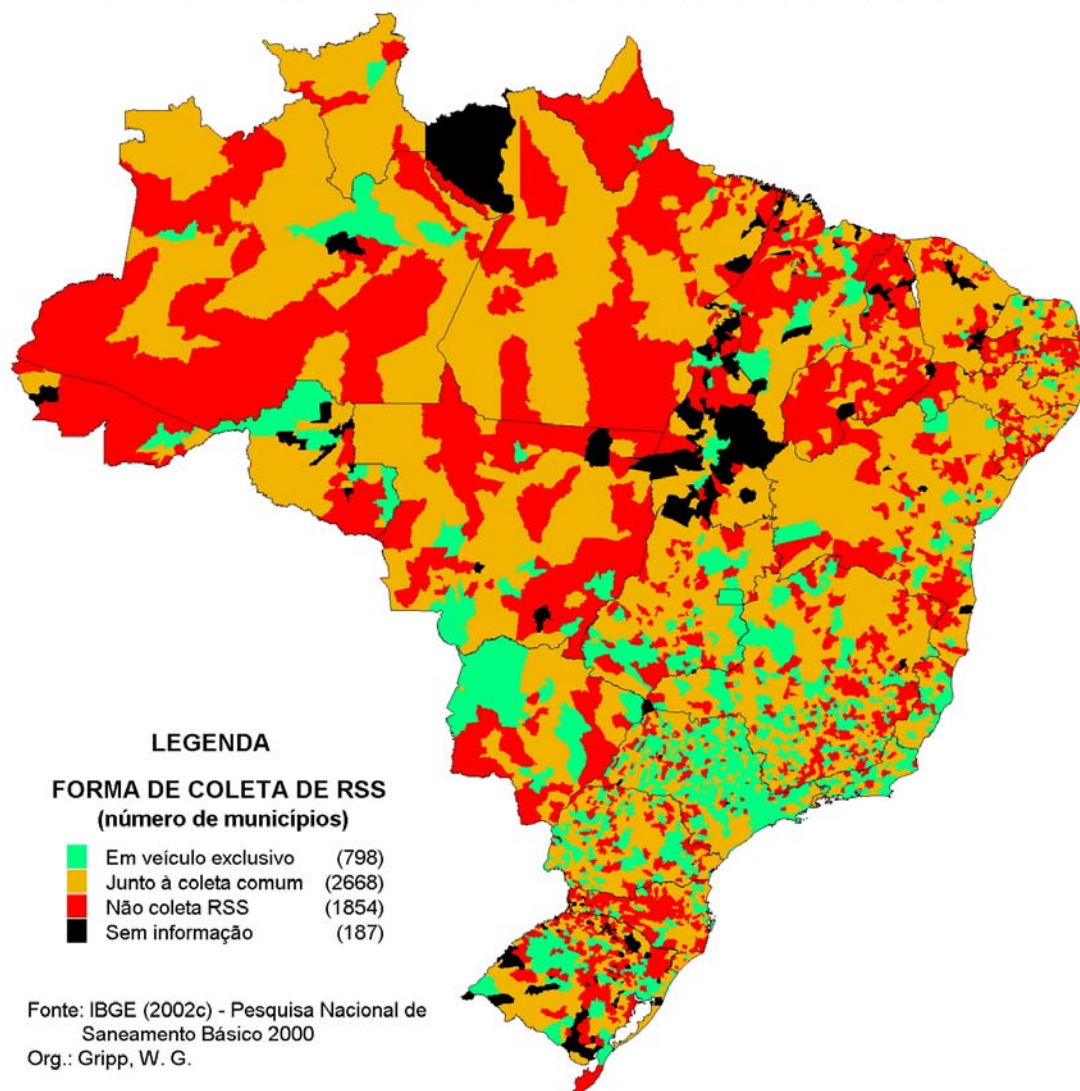 LEGENDA
FORMA DE COLETA DE RSS
(número de municípios)
Em veículo exclusivo (798)
Junto à coleta comum (2668)
Não coleta RSS (1854)
Sem informação (187)
Fonte: IBGE (2002c) - Pesquisa Nacional de
Saneamento Básico 2000
Org.: Gripp, W. G.